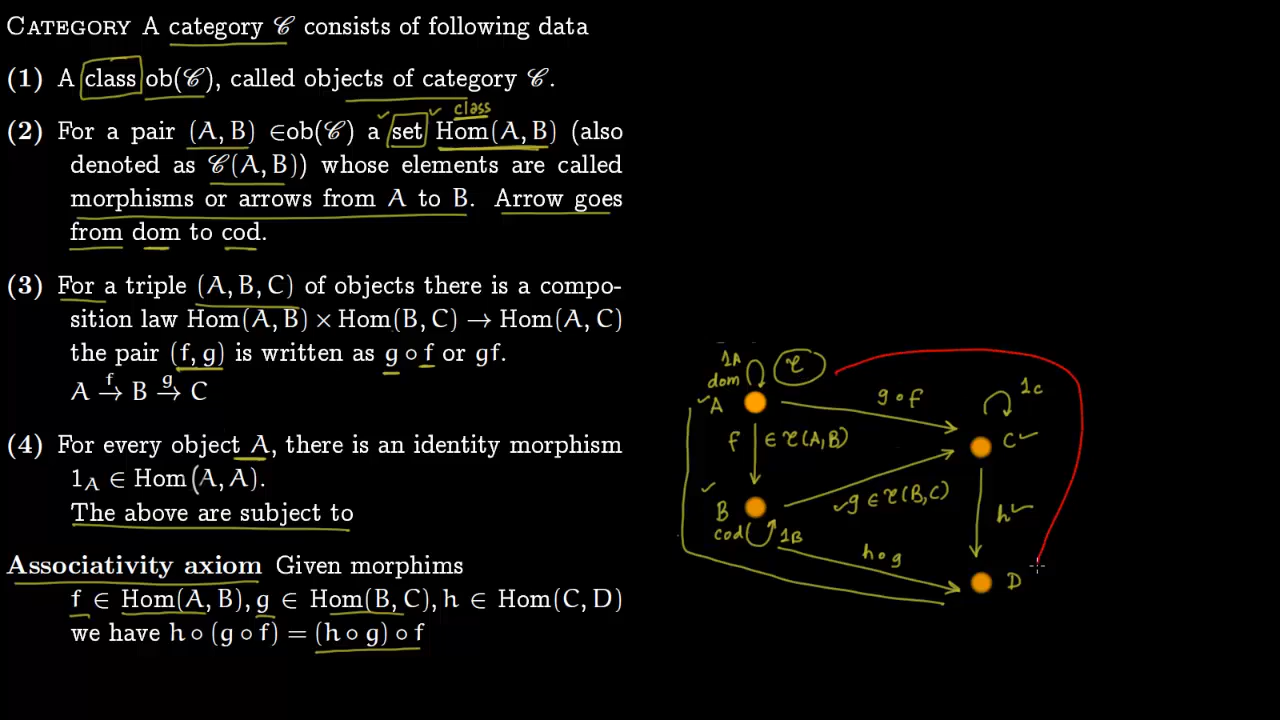 CATEGORY A category 𝒞 consists of following data
(1) A class ob(𝒞), called objects of category 𝒞.
class
(2) For a pair (A, B) ∈ob(𝒞) a set Hom(A, B) (also
denoted as 𝒞(A, B)) whose elements are called
morphisms or arrows from A to B. Arrow goes
from dom to cod.
(3) For a triple (A, B, C) of objects there is a compo-
sition law Hom(A, B) × Hom(B, C) → Hom(A, C)
the pair (f, g) is written as g ∘ f or gf.
A →f B →g C
(4) For every object A, there is an identity morphism
1A ∈ Hom(A, A).
The above are subject to
Associativity axiom Given morphims
f ∈ Hom(A, B), g ∈ Hom(B, C), h ∈ Hom(C, D)
we have h ∘ (g ∘ f) = (h ∘ g) ∘ f
1A
𝒞
dom
A
g∘f
1C
C
f
∈ 𝒞(A,B)
g ∈ 𝒞(B,C)
B
h
cod
1B
h∘g
D